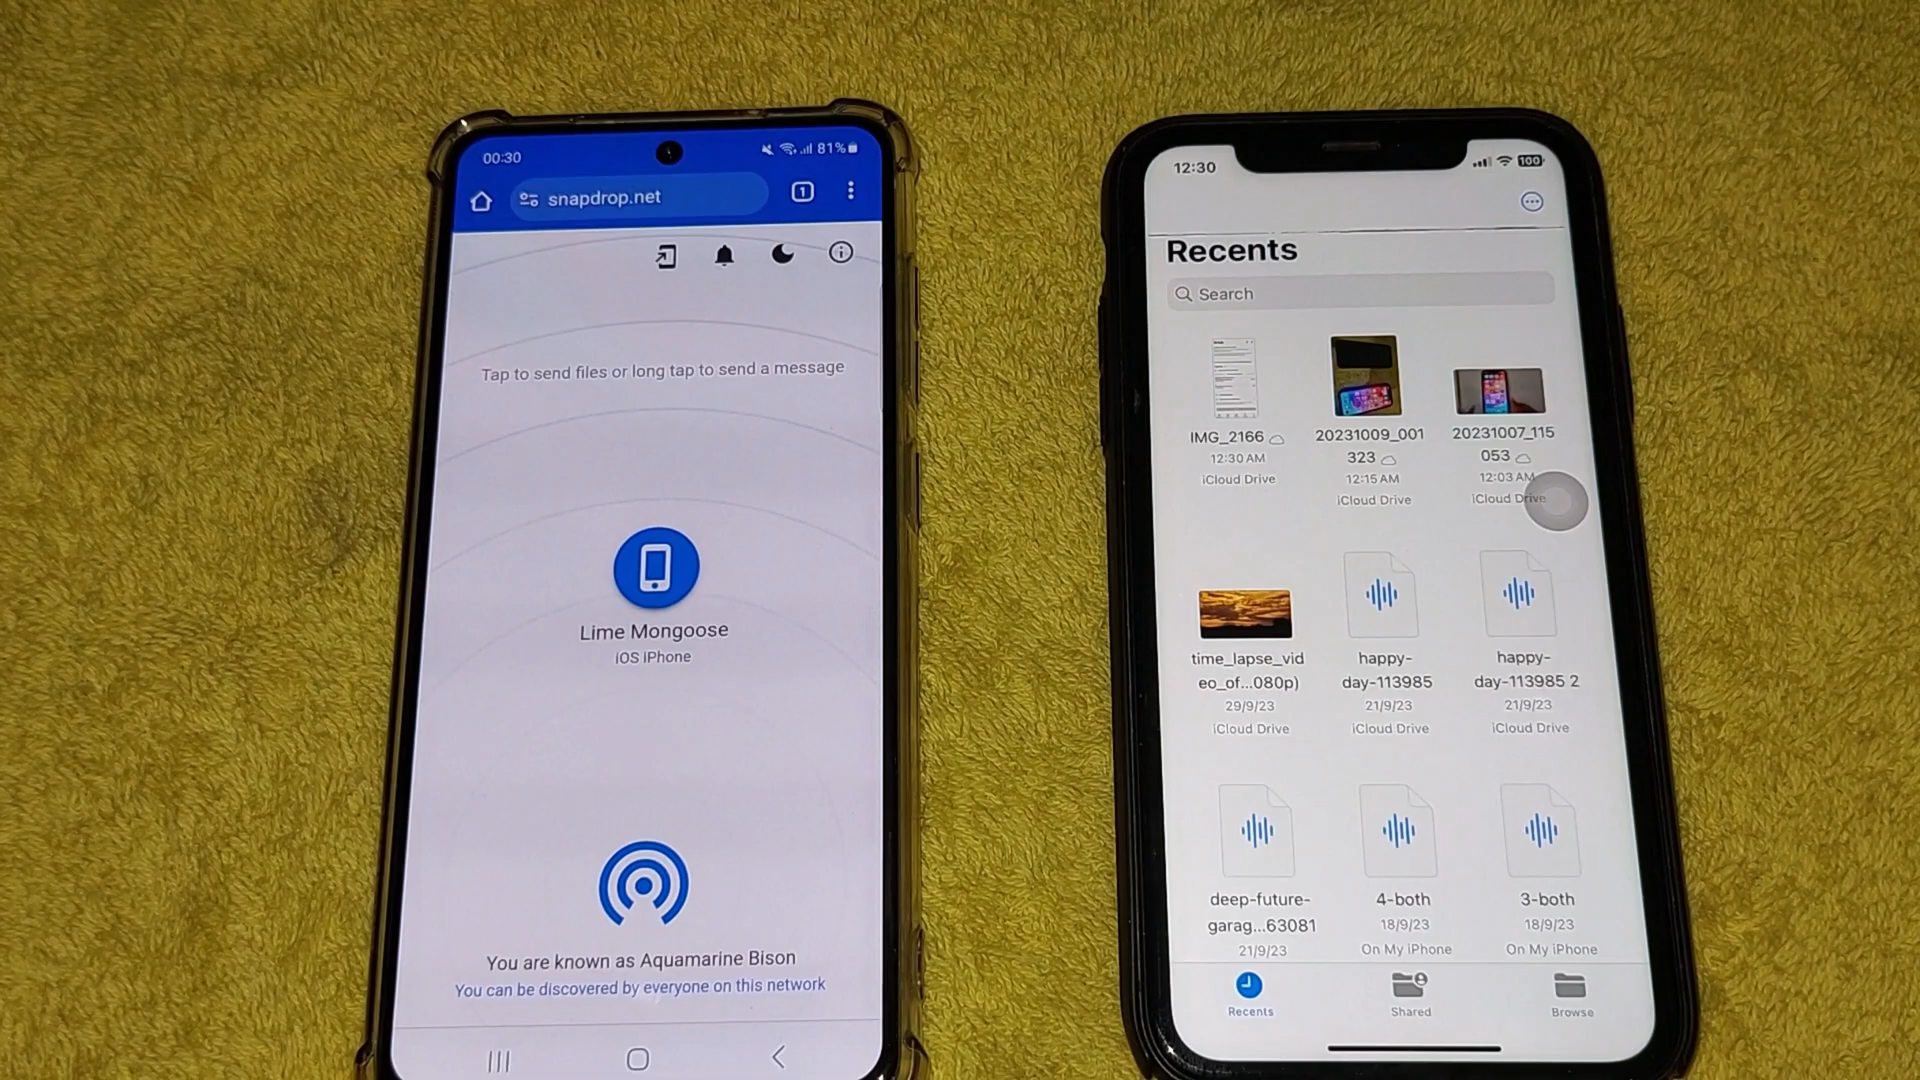 00:30
81%
snapdrop.net
1
Tap to send files or long tap to send a message
Lime Mongoose
iOS iPhone
You are known as Aquamarine Bison
You can be discovered by everyone on this network
12:30
100
Recents
Search
IMG_2166
12:30 AM
iCloud Drive
20231009_001
323
12:15 AM
iCloud Drive
20231007_115
053
12:03 AM
iCloud Drive
time_lapse_vid
eo_of...080p)
29/9/23
iCloud Drive
happy-
day-113985
21/9/23
iCloud Drive
happy-
day-113985 2
21/9/23
iCloud Drive
deep-future-
garag...63081
21/9/23
4-both
18/9/23
On My iPhone
3-both
18/9/23
On My iPhone
Recents
Shared
Browse